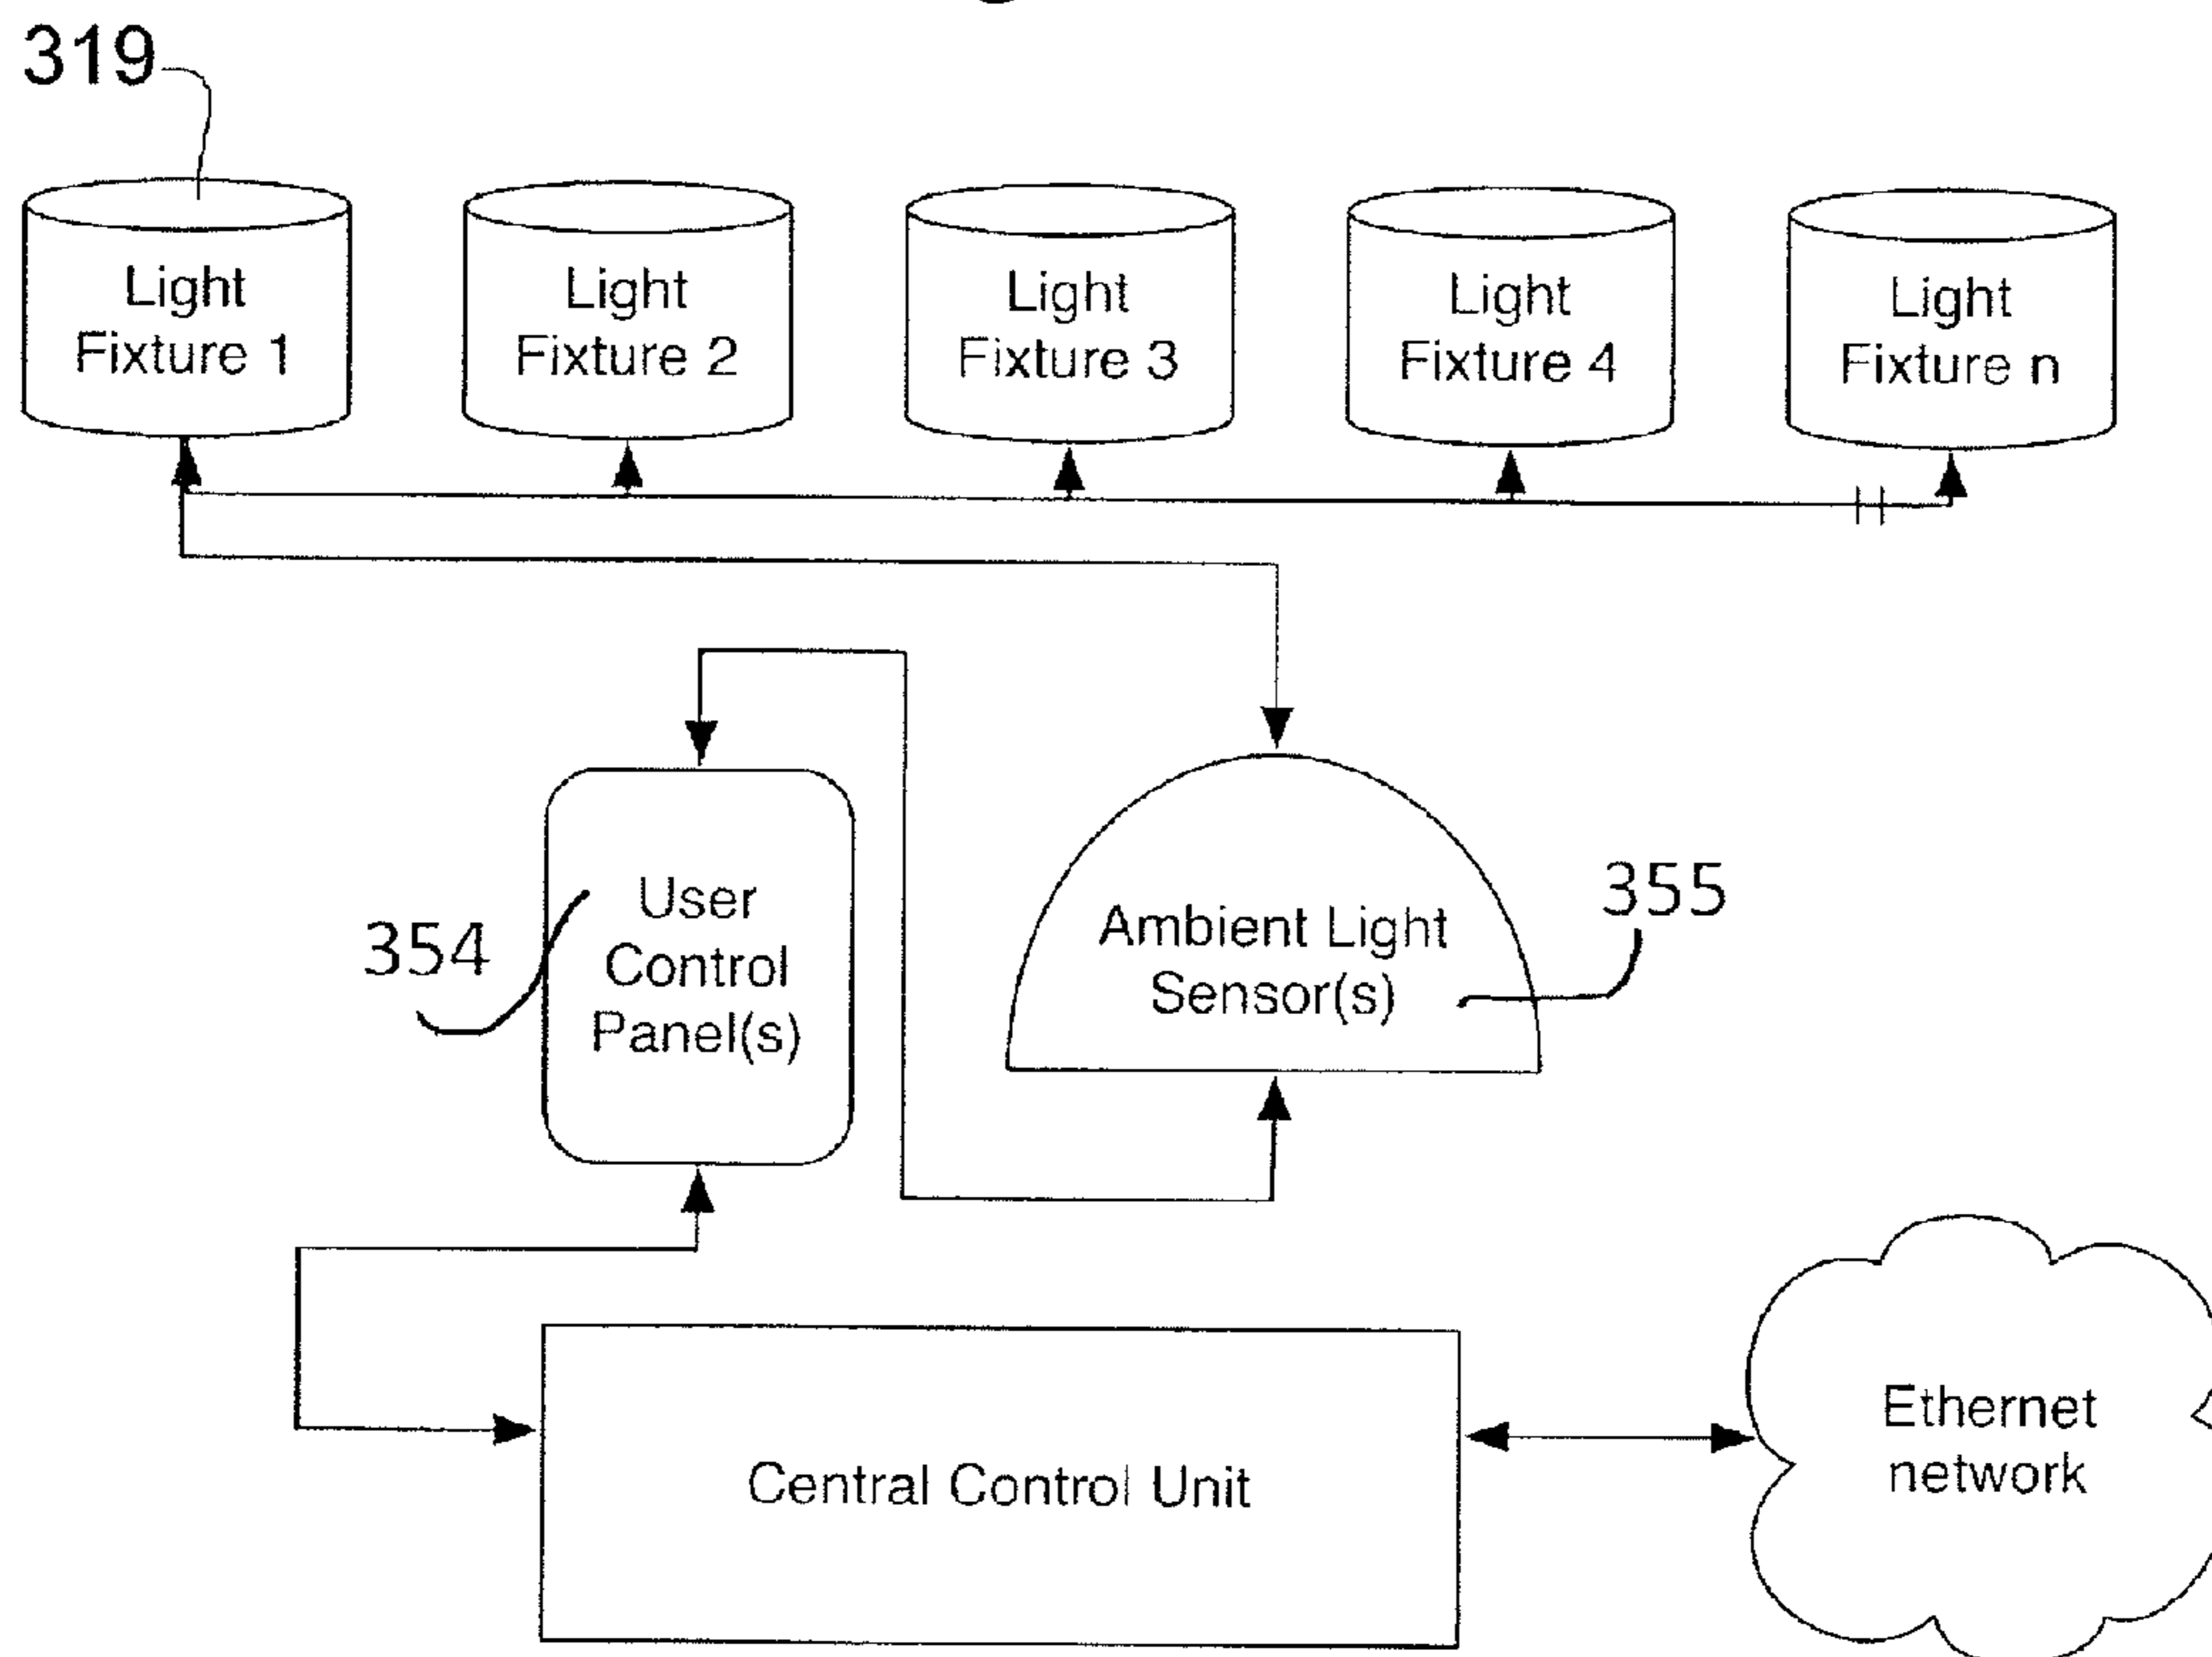 319
Light
Fixture 1
Light
Fixture 2
Light
Fixture 3
Light
Fixture 4
Light
Fixture n
User
Control
Panel(s)
354
Ambient Light
Sensor(s)
355
Central Control Unit
Ethernet
network